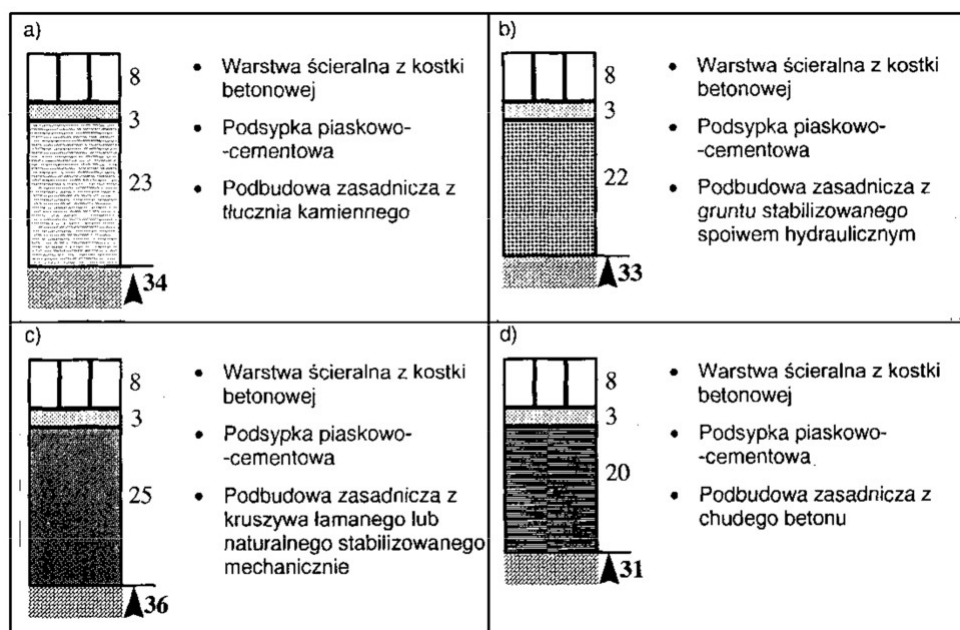 a)
8
3
23
34
• Warstwa ścieralna z kostki
betonowej
• Podsypka piaskowo-
-cementowa
• Podbudowa zasadnicza z
tłucznia kamiennego
b)
8
3
22
33
• Warstwa ścieralna z kostki
betonowej
• Podsypka piaskowo-
-cementowa
• Podbudowa zasadnicza z
gruntu stabilizowanego
spoiwem hydraulicznym
c)
8
3
25
36
• Warstwa ścieralna z kostki
betonowej
• Podsypka piaskowo-
-cementowa
• Podbudowa zasadnicza z
kruszywa łamanego lub
naturalnego stabilizowanego
mechanicznie
d)
8
3
20
31
• Warstwa ścieralna z kostki
betonowej
• Podsypka piaskowo-
-cementowa
• Podbudowa zasadnicza z
chudego betonu